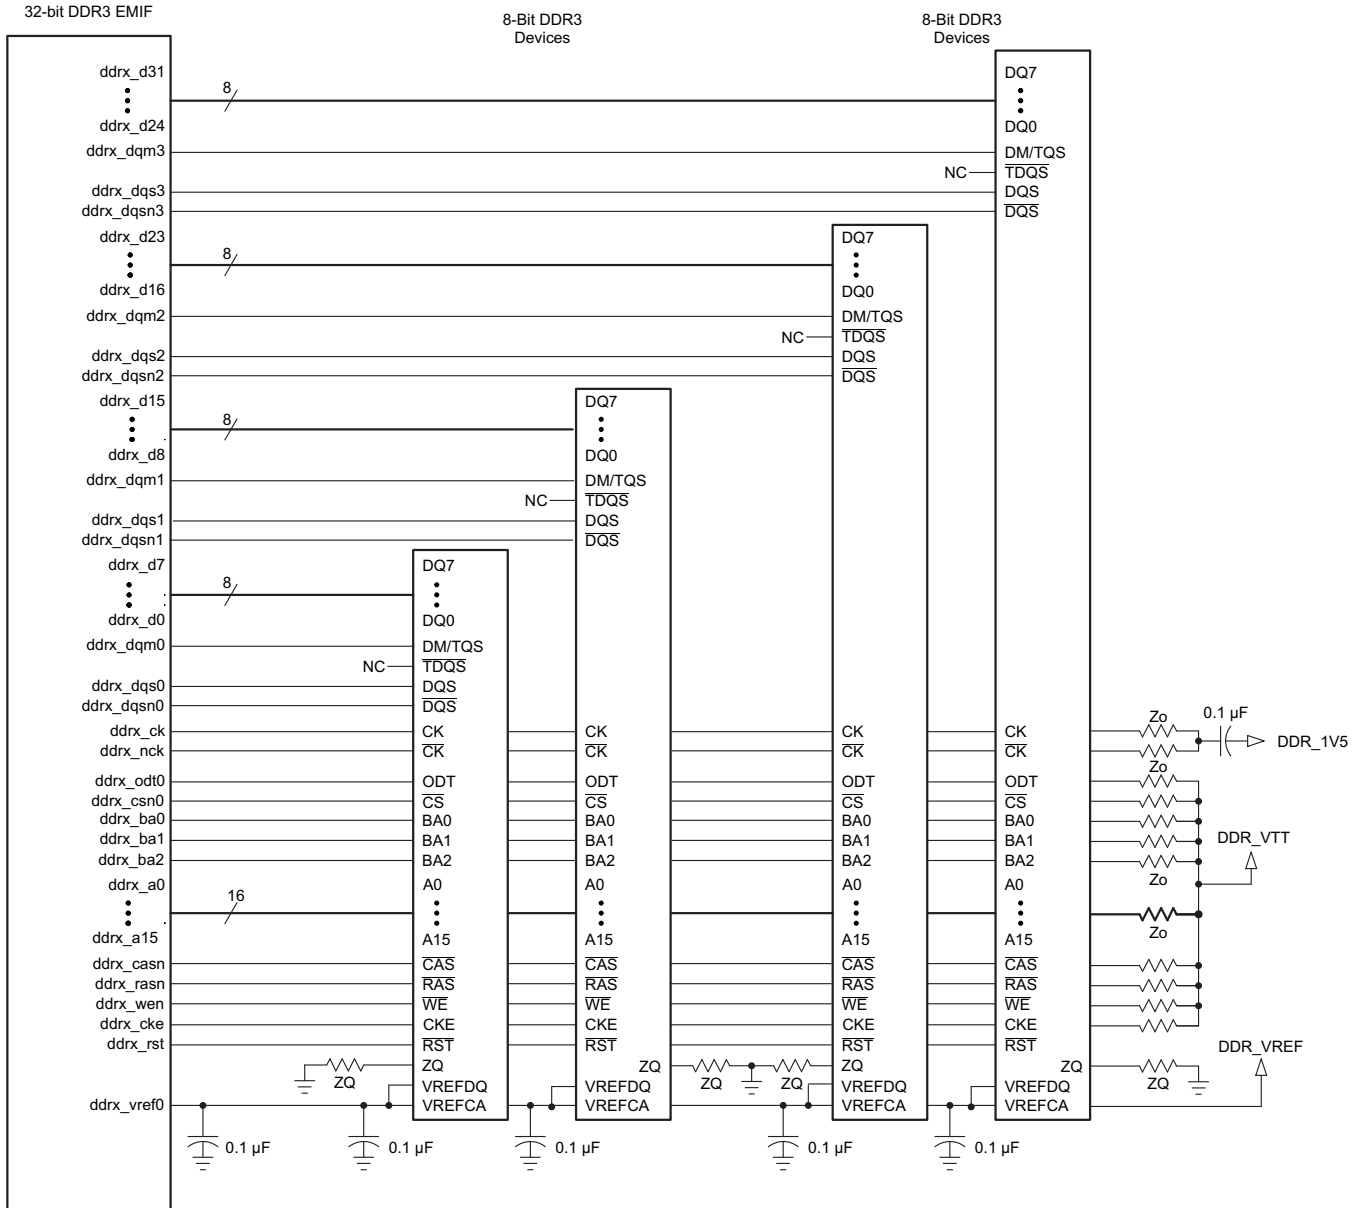 32-bit DDR3 EMIF
8-Bit DDR3
Devices
8-Bit DDR3
Devices
ddrx_d31
8
DQ7
ddrx_d24
DQ0
ddrx_dqm3
DM/TQS
NC
TDQS
ddrx_dqs3
DQS
ddrx_dqsn3
DQS
ddrx_d23
8
DQ7
ddrx_d16
DQ0
ddrx_dqm2
DM/TQS
NC
TDQS
ddrx_dqs2
DQS
ddrx_dqsn2
DQS
ddrx_d15
8
DQ7
ddrx_d8
DQ0
ddrx_dqm1
DM/TQS
NC
TDQS
ddrx_dqs1
DQS
ddrx_dqsn1
DQS
ddrx_d7
8
DQ7
ddrx_d0
DQ0
ddrx_dqm0
DM/TQS
NC
TDQS
ddrx_dqs0
DQS
ddrx_dqsn0
DQS
Zo
0.1 µF
ddrx_ck CK CK CK CK
DDR_1V5
ddrx_nck CK CK CK CK
Zo
ddrx_odt0 ODT ODT ODT ODT
ddrx_csn0 CS CS CS CS
ddrx_ba0 BA0 BA0 BA0 BA0
ddrx_ba1 BA1 BA1 BA1 BA1
DDR_VTT
ddrx_ba2 BA2 BA2 BA2 BA2
Zo
ddrx_a0 A0 A0 A0 A0
16
Zo
ddrx_a15 A15 A15 A15 A15
ddrx_casn CAS CAS CAS CAS
ddrx_rasn RAS RAS RAS RAS
ddrx_wen WE WE WE WE
ddrx_cke CKE CKE CKE CKE
ddrx_rst RST RST RST RST
DDR_VREF
ZQ ZQ ZQ ZQ
ZQ ZQ ZQ ZQ
VREFDQ VREFDQ VREFDQ VREFDQ
ddrx_vref0 VREFCA VREFCA VREFCA VREFCA
0.1 µF 0.1 µF 0.1 µF 0.1 µF 0.1 µF